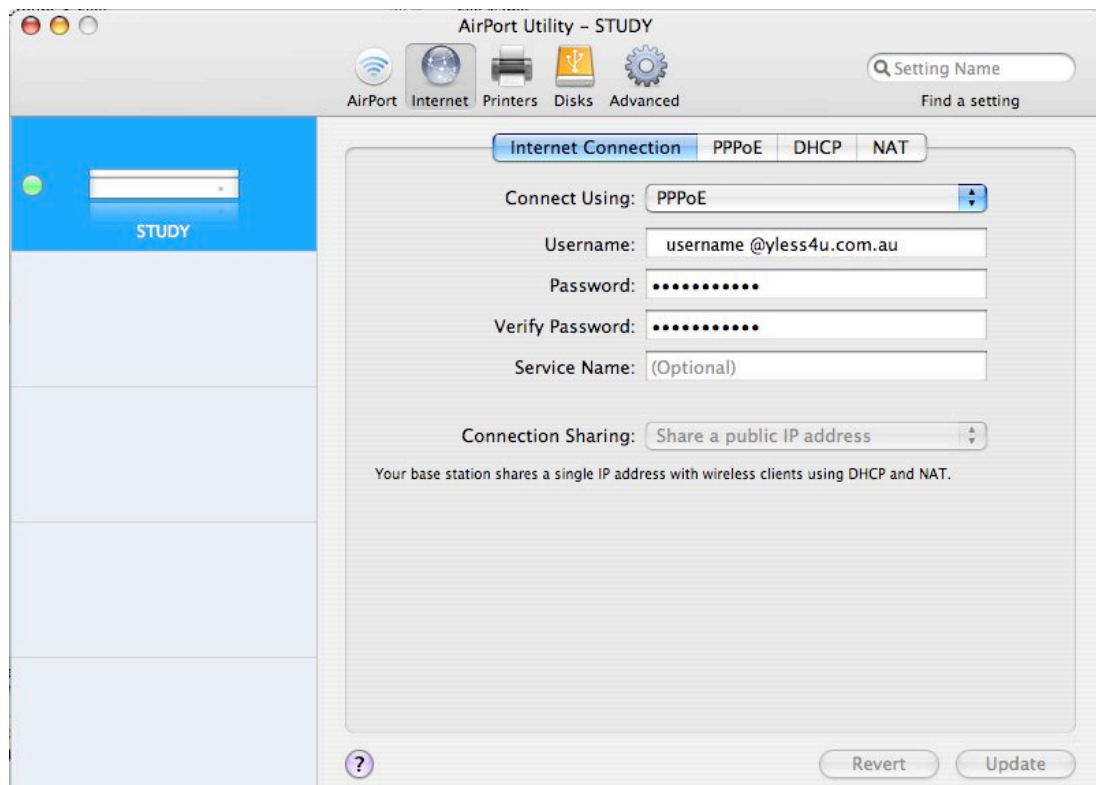 AirPort Utility – STUDY
AirPort Internet Printers Disks Advanced
Setting Name
Find a setting
STUDY
Internet Connection PPPoE DHCP NAT
Connect Using: PPPoE
Username: username @yless4u.com.au
Password: •••••••••••
Verify Password: •••••••••••
Service Name: (Optional)
Connection Sharing: Share a public IP address
Your base station shares a single IP address with wireless clients using DHCP and NAT.
? Revert Update